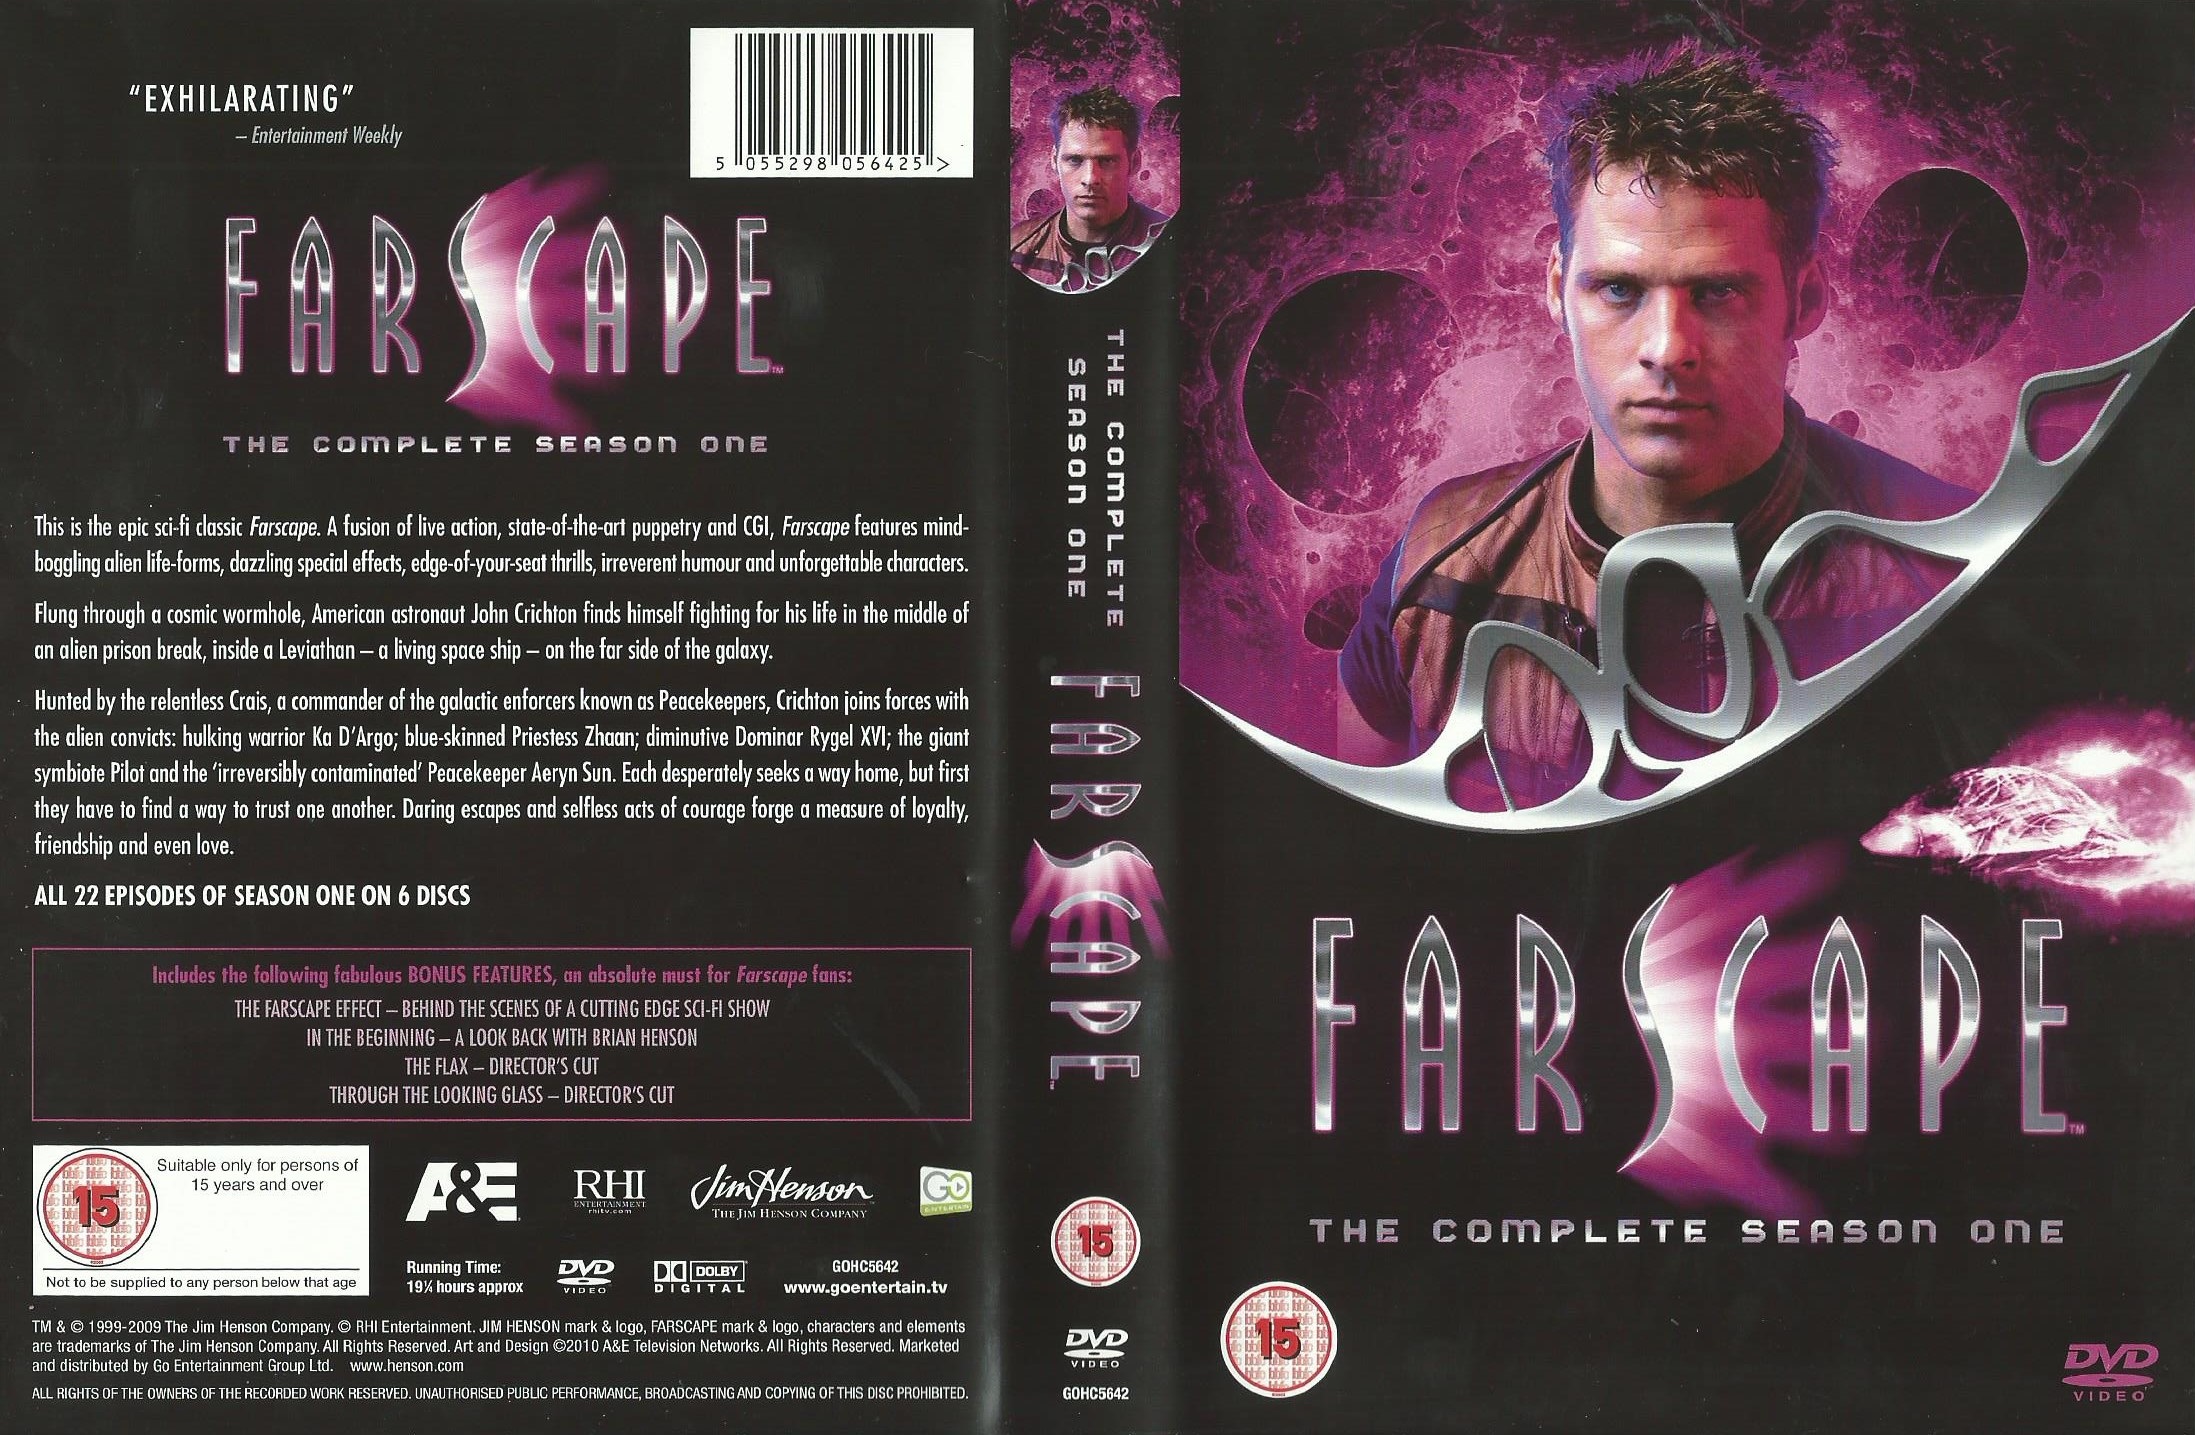 “EXHILARATING”
– Entertainment Weekly
5 055298 056425 >
FARSCAPE™
THE COMPLETE SEASON ONE
This is the epic sci-fi classic Farscape. A fusion of live action, state-of-the-art puppetry and CGI, Farscape features mind-
boggling alien life-forms, dazzling special effects, edge-of-your-seat thrills, irreverent humour and unforgettable characters.
Flung through a cosmic wormhole, American astronaut John Crichton finds himself fighting for his life in the middle of
an alien prison break, inside a Leviathan – a living space ship – on the far side of the galaxy.
Hunted by the relentless Crais, a commander of the galactic enforcers known as Peacekeepers, Crichton joins forces with
the alien convicts: hulking warrior Ka D’Argo; blue-skinned Priestess Zhaan; diminutive Dominar Rygel XVI; the giant
symbiote Pilot and the ‘irreversibly contaminated’ Peacekeeper Aeryn Sun. Each desperately seeks a way home, but first
they have to find a way to trust one another. Daring escapes and selfless acts of courage forge a measure of loyalty,
friendship and even love.
ALL 22 EPISODES OF SEASON ONE ON 6 DISCS
Includes the following fabulous BONUS FEATURES, an absolute must for Farscape fans:
THE FARSCAPE EFFECT – BEHIND THE SCENES OF A CUTTING EDGE SCI-FI SHOW
IN THE BEGINNING – A LOOK BACK WITH BRIAN HENSON
THE FLAX – DIRECTOR’S CUT
THROUGH THE LOOKING GLASS – DIRECTOR’S CUT
15
Suitable only for persons of
15 years and over
Not to be supplied to any person below that age
A&E
RHI
ENTERTAINMENT
rhitv.com
Jim Henson
THE JIM HENSON COMPANY
GO
ENTERTAIN
Running Time:
19¼ hours approx
DVD
VIDEO
DOLBY
DIGITAL
GOHC5642
www.goentertain.tv
TM & © 1999-2009 The Jim Henson Company. © RHI Entertainment. JIM HENSON mark & logo, FARSCAPE mark & logo, characters and elements
are trademarks of The Jim Henson Company. All Rights Reserved. Art and Design ©2010 A&E Television Networks. All Rights Reserved. Marketed
and distributed by Go Entertainment Group Ltd. www.henson.com
ALL RIGHTS OF THE OWNERS OF THE RECORDED WORK RESERVED. UNAUTHORISED PUBLIC PERFORMANCE, BROADCASTING AND COPYING OF THIS DISC PROHIBITED.
THE COMPLETE
SEASON ONE
FARSCAPE™
15
DVD
VIDEO
GOHC5642
FARSCAPE™
THE COMPLETE SEASON ONE
15
DVD
VIDEO